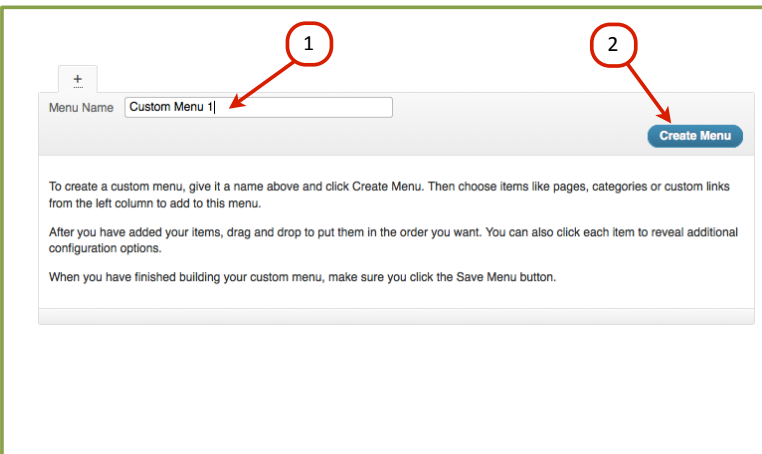 1
2
+
Menu Name Custom Menu 1
Create Menu
To create a custom menu, give it a name above and click Create Menu. Then choose items like pages, categories or custom links
from the left column to add to this menu.
After you have added your items, drag and drop to put them in the order you want. You can also click each item to reveal additional
configuration options.
When you have finished building your custom menu, make sure you click the Save Menu button.